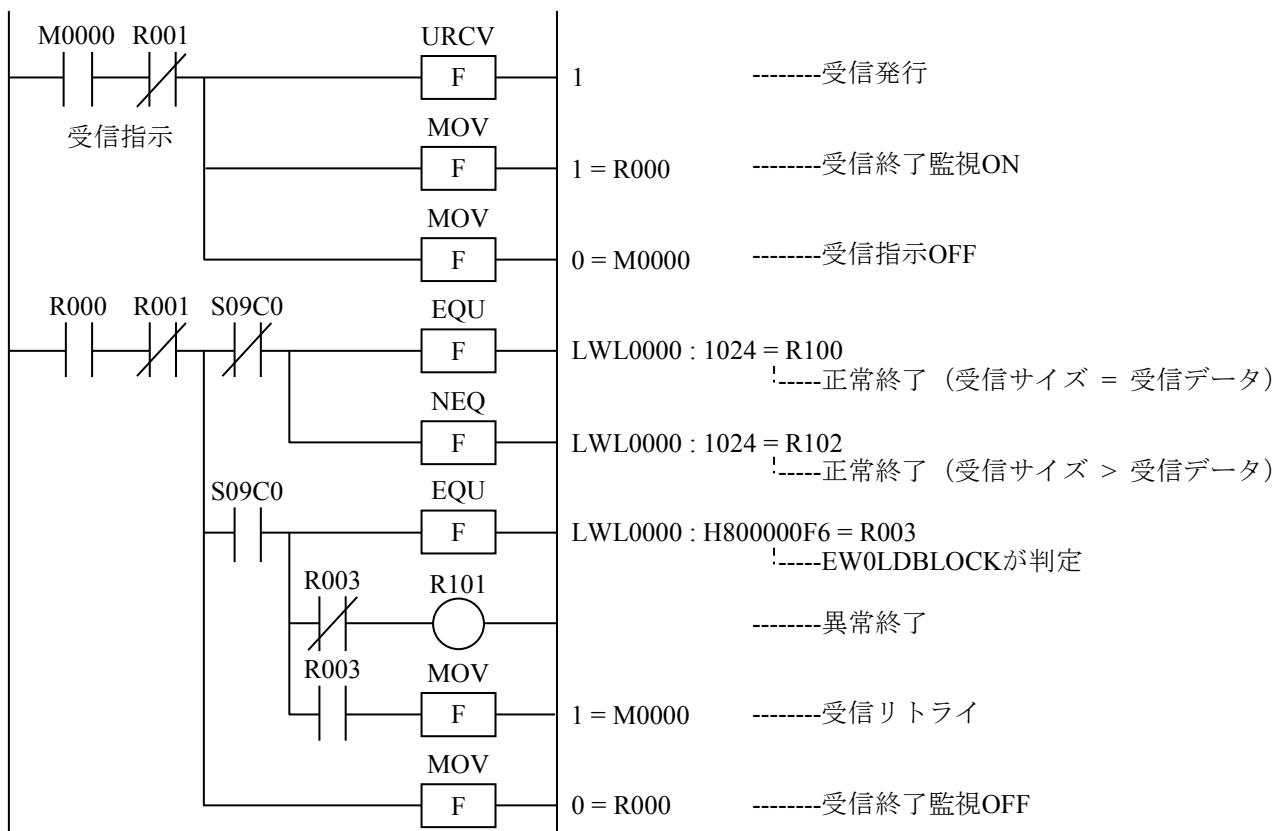 M0000 R001 URCV
F 1 --------受信発行
受信指示
MOV
F 1 = R000 --------受信終了監視ON
MOV
F 0 = M0000 --------受信指示OFF
R000 R001 S09C0 EQU
F LWL0000 : 1024 = R100
-----正常終了（受信サイズ = 受信データ）
NEQ
F LWL0000 : 1024 = R102
-----正常終了（受信サイズ > 受信データ）
S09C0 EQU
F LWL0000 : H800000F6 = R003
-----EW0LDBLOCKが判定
R003 R101
--------異常終了
R003 MOV
F 1 = M0000 --------受信リトライ
MOV
F 0 = R000 --------受信終了監視OFF